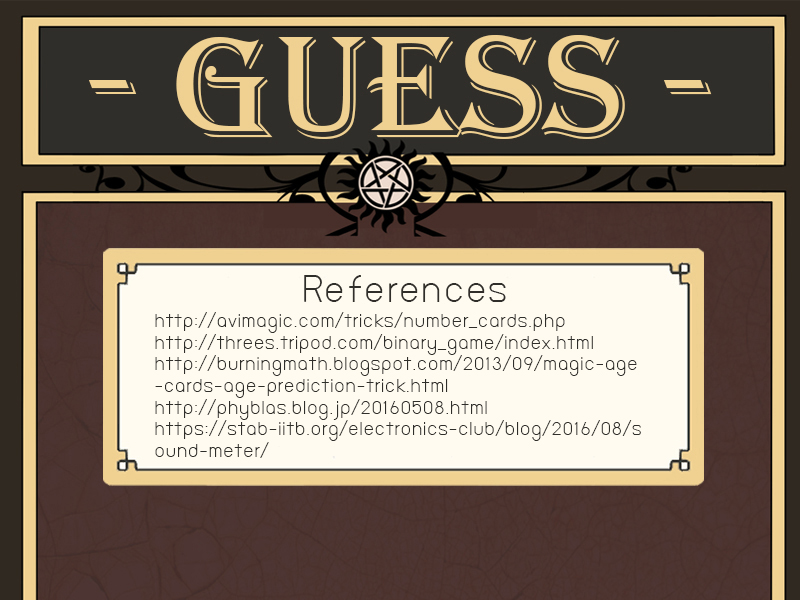 - GUESS -
References
http://avimagic.com/tricks/number_cards.php
http://threes.tripod.com/binary_game/index.html
http://burningmath.blogspot.com/2013/09/magic-age
-cards-age-prediction-trick.html
http://phyblas.blog.jp/20160508.html
https://stab-iitb.org/electronics-club/blog/2016/08/s
ound-meter/